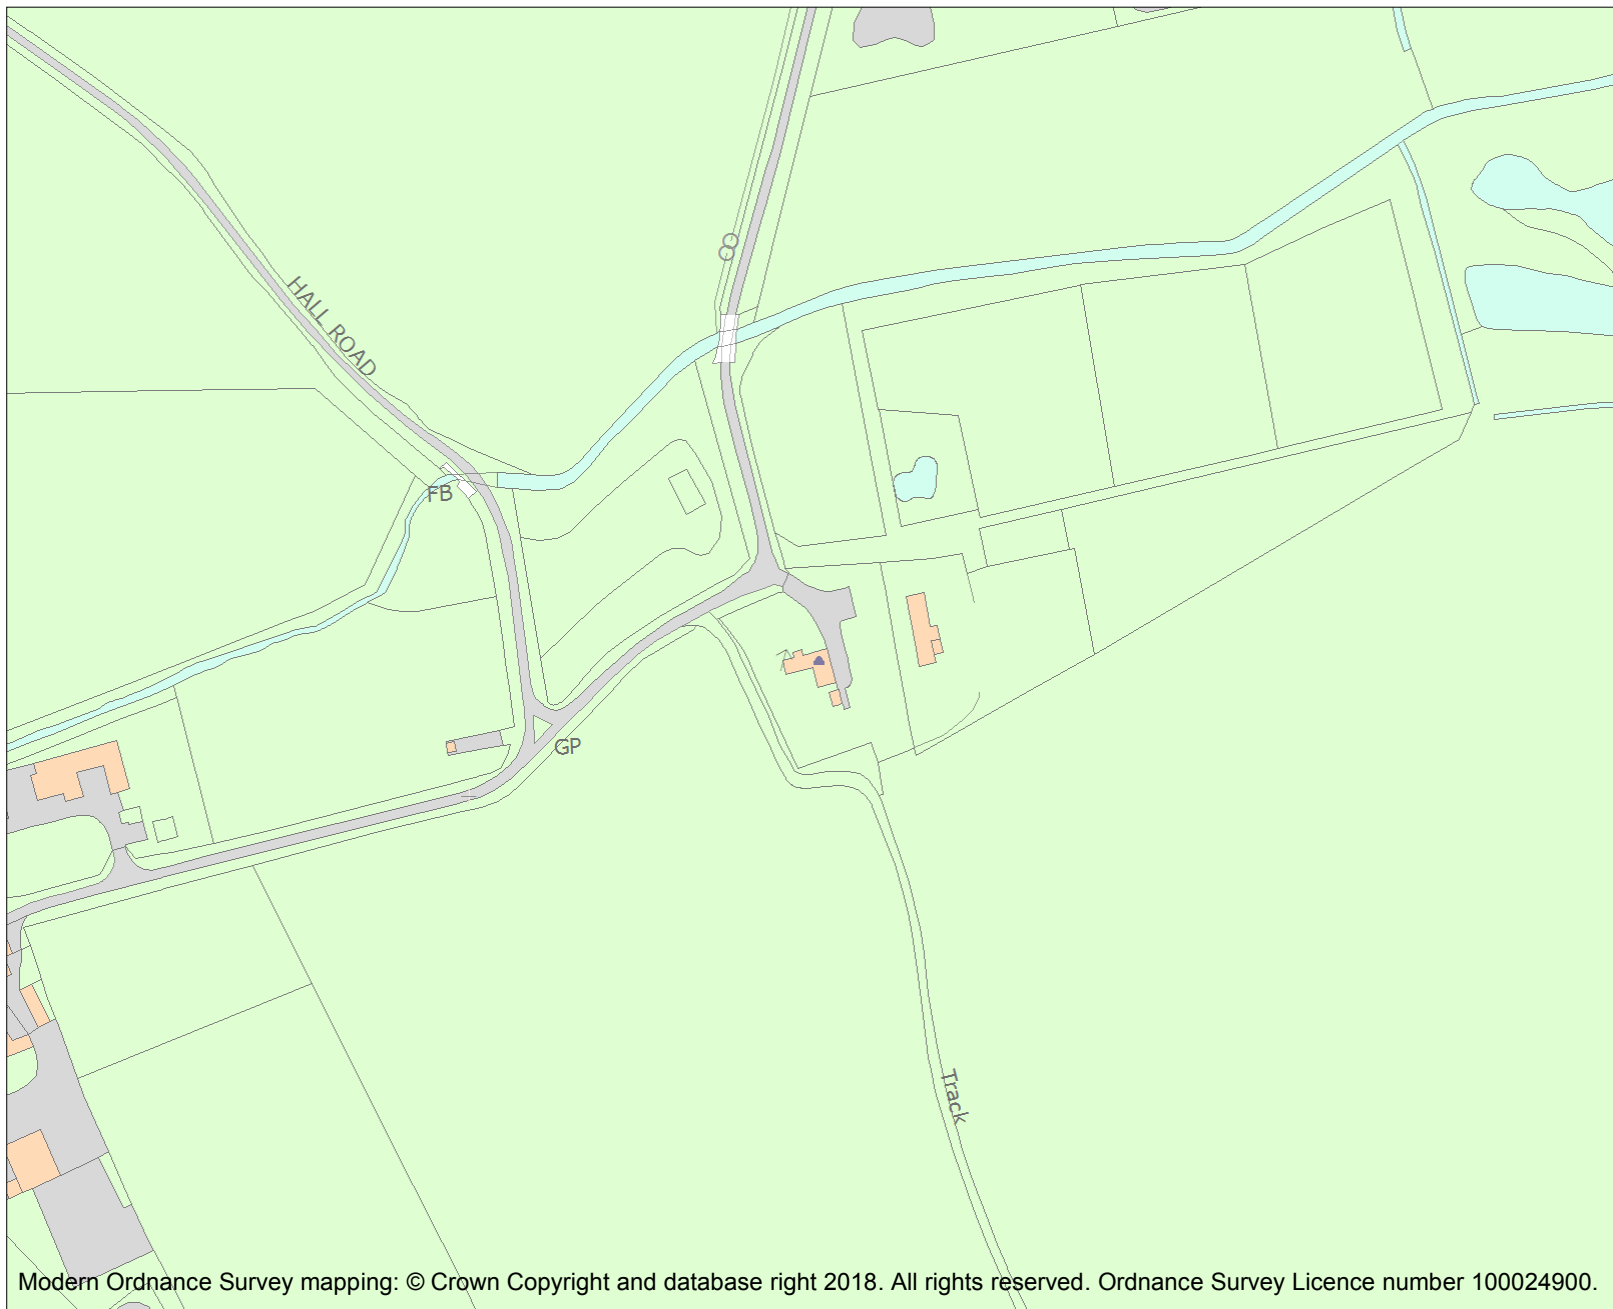 HALL ROAD
FB
GP
Track
Modern Ordnance Survey mapping: © Crown Copyright and database right 2018. All rights reserved. Ordnance Survey Licence number 100024900.